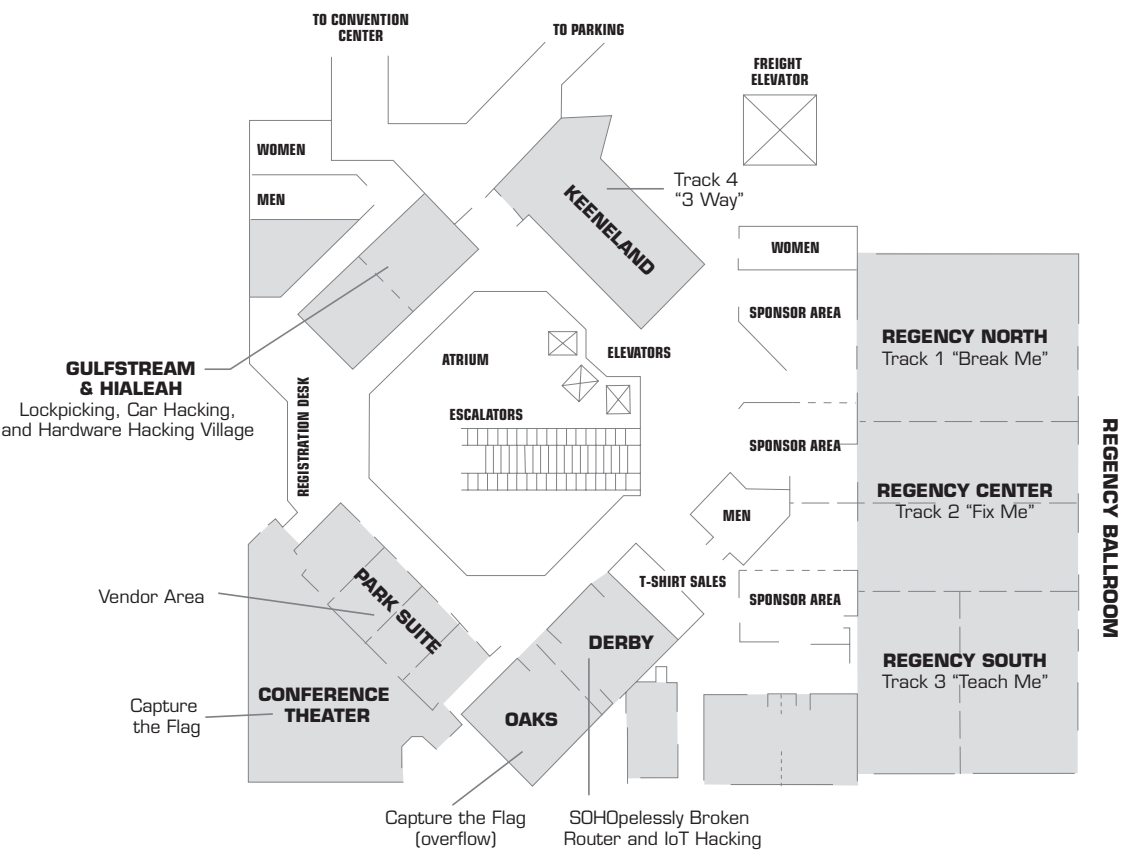 TO CONVENTION
CENTER
TO PARKING
FREIGHT
ELEVATOR
WOMEN
MEN
Track 4
“3 Way”
KEENELAND
WOMEN
SPONSOR AREA
REGENCY NORTH
Track 1 “Break Me”
ELEVATORS
ATRIUM
GULFSTREAM
& HIALEAH
Lockpicking, Car Hacking,
and Hardware Hacking Village
REGISTRATION DESK
ESCALATORS
SPONSOR AREA
REGENCY CENTER
Track 2 “Fix Me”
REGENCY BALLROOM
MEN
T-SHIRT SALES
SPONSOR AREA
Vendor Area
PARK SUITE
DERBY
REGENCY SOUTH
Track 3 “Teach Me”
CONFERENCE
THEATER
Capture
the Flag
OAKS
Capture the Flag
(overflow)
SOHOpelessly Broken
Router and IoT Hacking